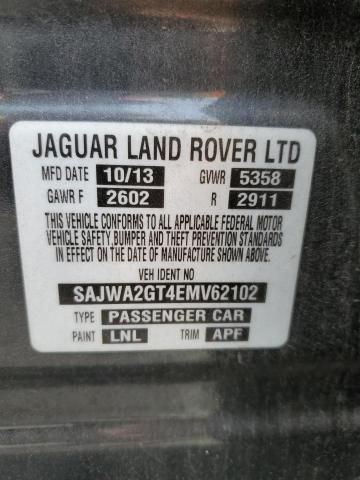 JAGUAR LAND ROVER LTD
MFD DATE 10/13 GVWR 5358
GAWR F 2602 R 2911
THIS VEHICLE CONFORMS TO ALL APPLICABLE FEDERAL MOTOR
VEHICLE SAFETY,BUMPER AND THEFT PREVENTION STANDARDS
IN EFFECT ON THE DATE OF MANUFACTURE SHOWN ABOVE.
VEH IDENT NO
SAJWA2GT4EMV62102
TYPE PASSENGER CAR
PAINT LNL TRIM APF